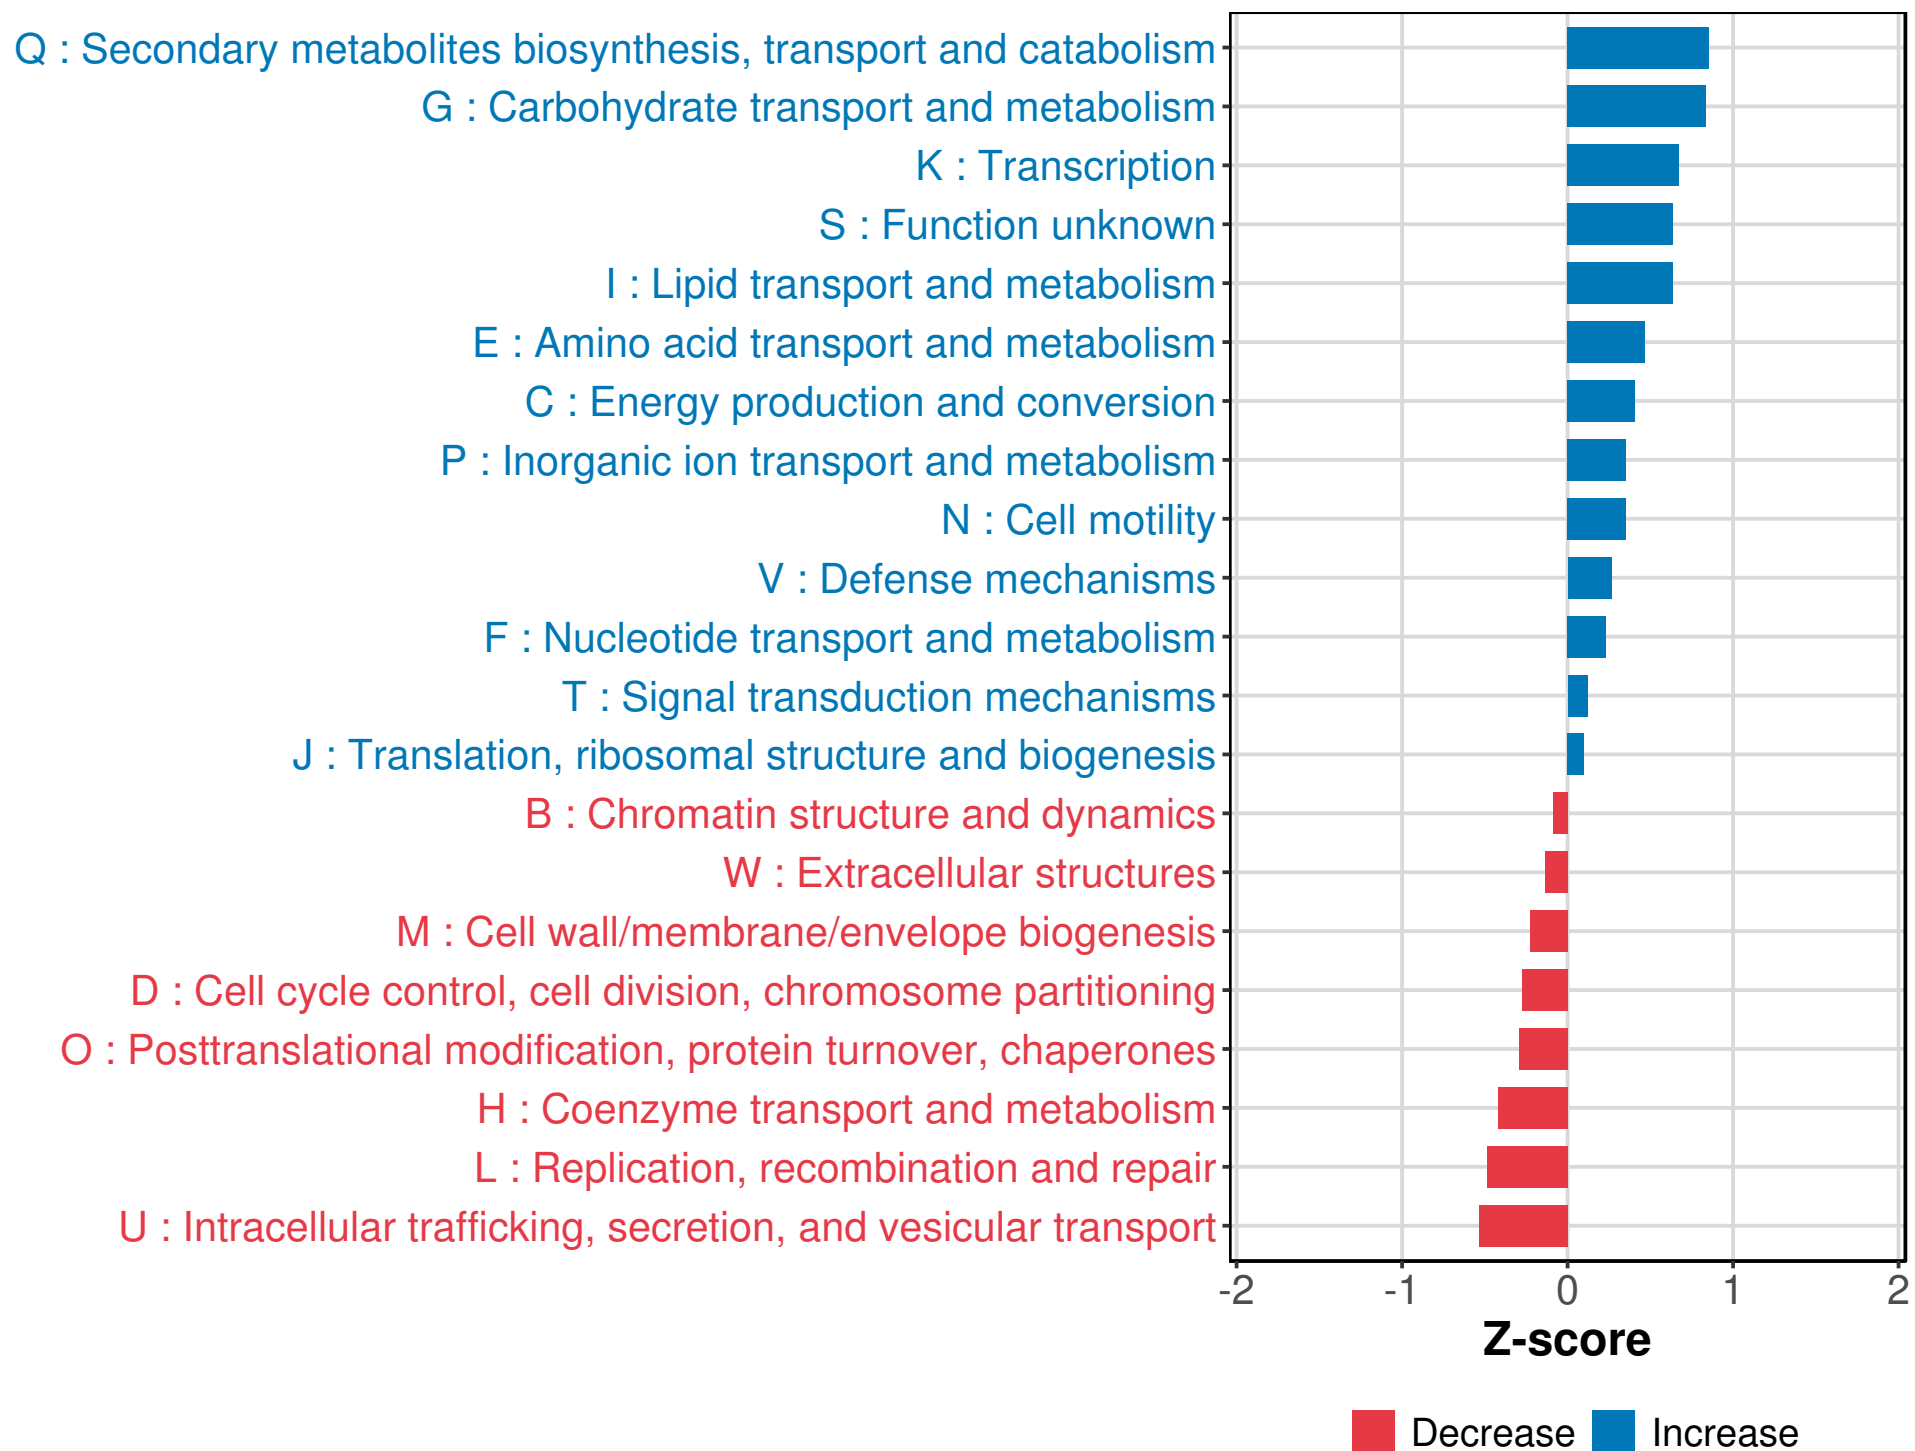 Q : Secondary metabolites biosynthesis, transport and catabolism
G : Carbohydrate transport and metabolism
K : Transcription
S : Function unknown
I : Lipid transport and metabolism
E : Amino acid transport and metabolism
C : Energy production and conversion
P : Inorganic ion transport and metabolism
N : Cell motility
V : Defense mechanisms
F : Nucleotide transport and metabolism
T : Signal transduction mechanisms
J : Translation, ribosomal structure and biogenesis
B : Chromatin structure and dynamics
W : Extracellular structures
M : Cell wall/membrane/envelope biogenesis
D : Cell cycle control, cell division, chromosome partitioning
O : Posttranslational modification, protein turnover, chaperones
H : Coenzyme transport and metabolism
L : Replication, recombination and repair
U : Intracellular trafficking, secretion, and vesicular transport
-2 -1 0 1 2
Z-score
Decrease Increase